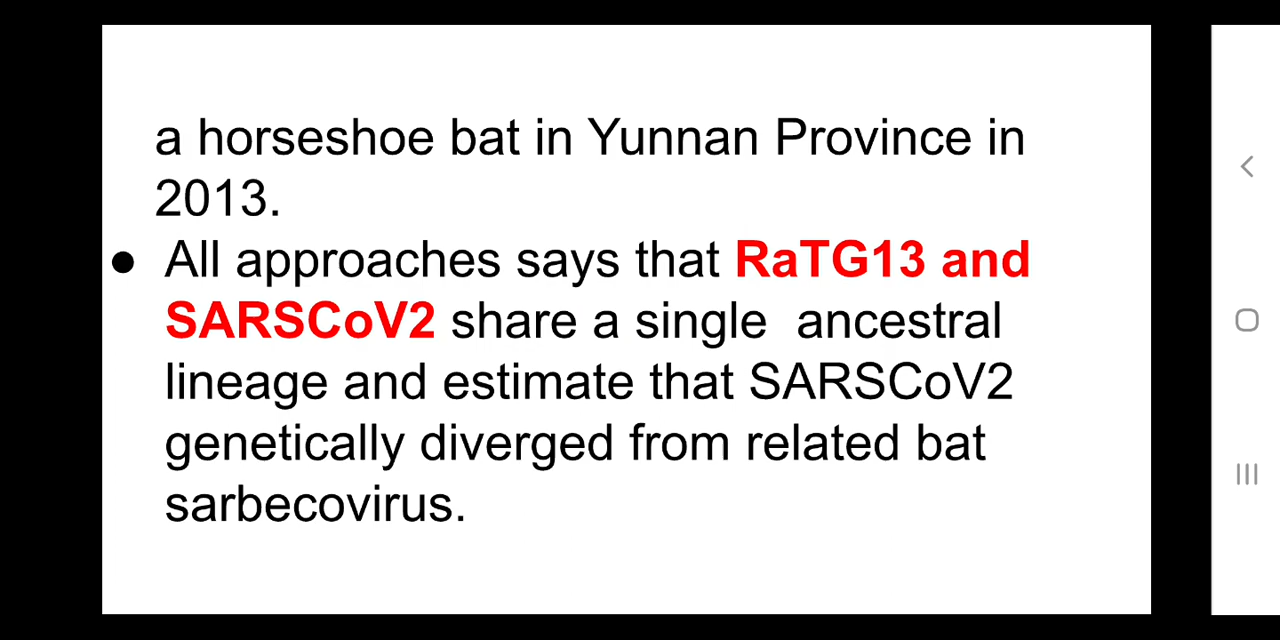 a horseshoe bat in Yunnan Province in
2013.
● All approaches says that RaTG13 and
SARSCoV2 share a single ancestral
lineage and estimate that SARSCoV2
genetically diverged from related bat
sarbecovirus.